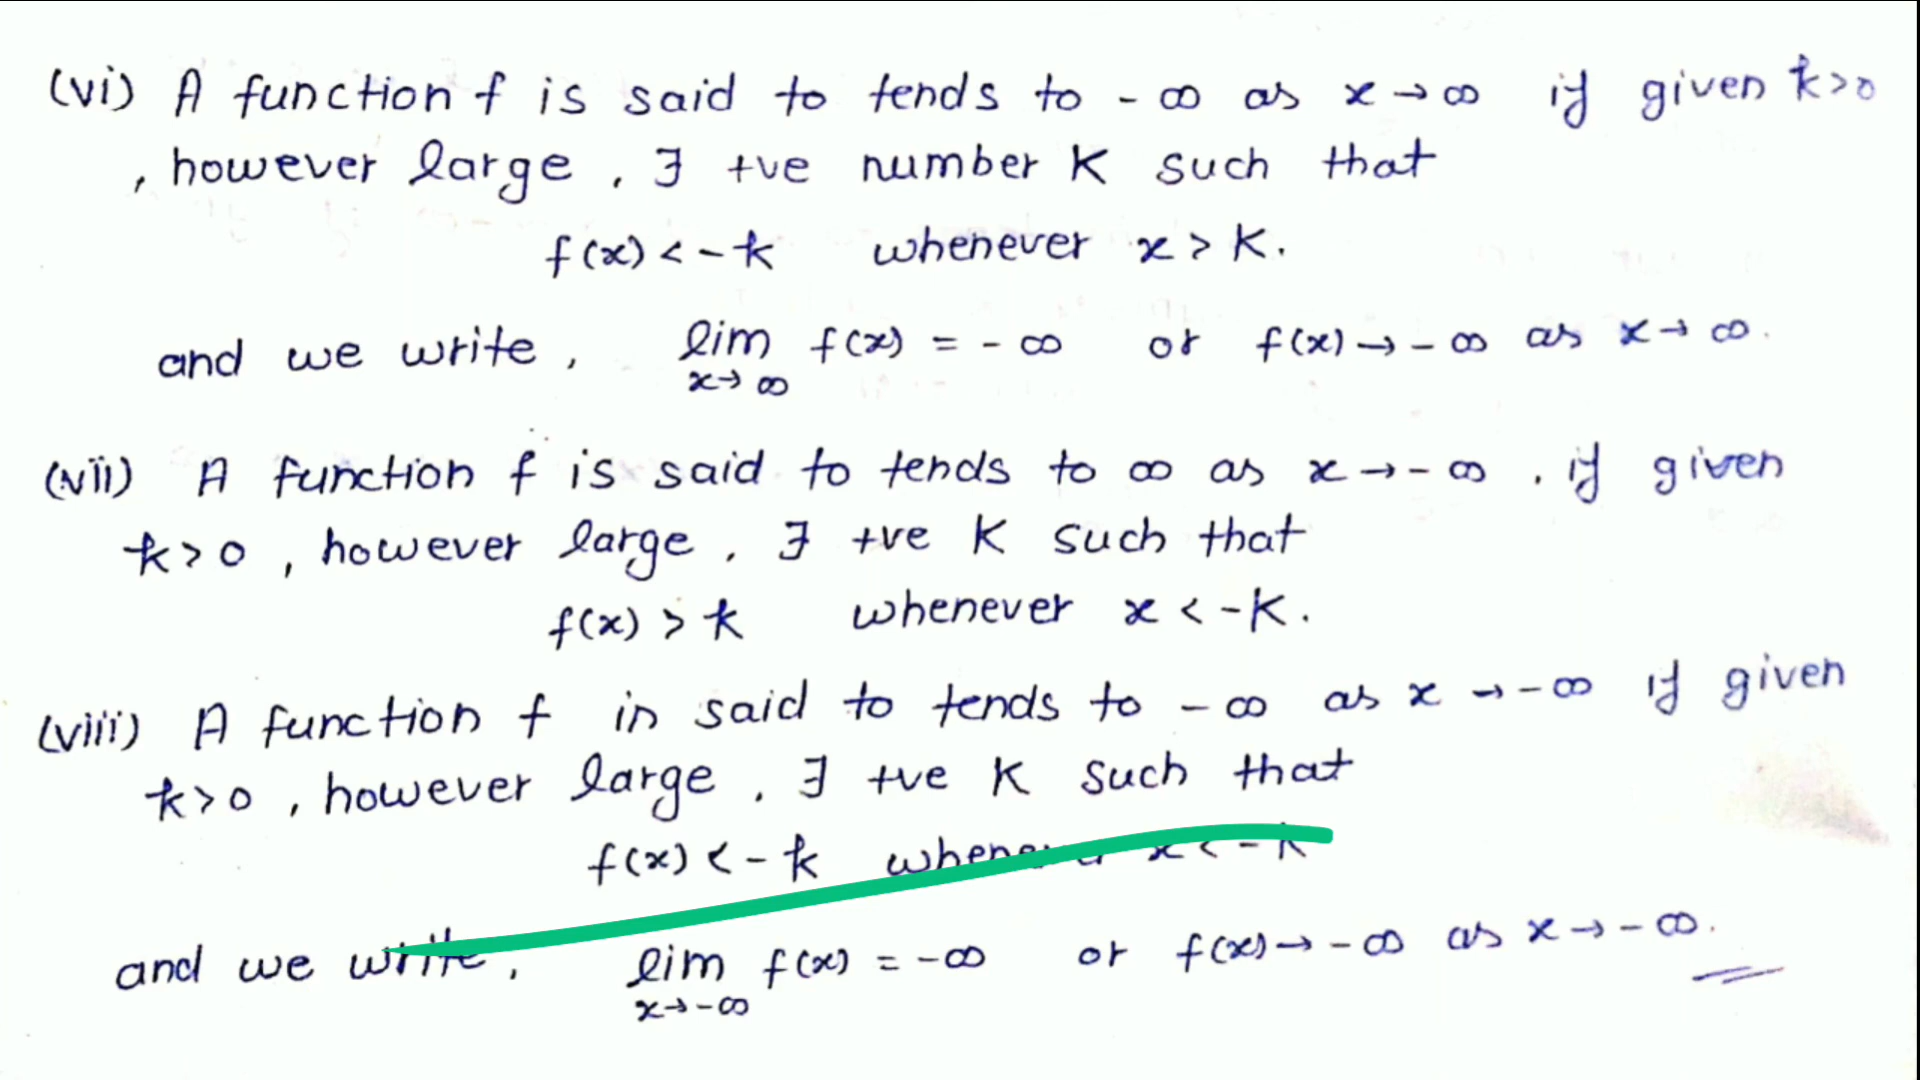 (vi) A function f is said to tends to - ∞ as x → ∞ if given k > 0
, however large , ∃ +ve number K such that
f(x) < - k whenever x > K.
and we write , lim f(x) = - ∞ or f(x) → - ∞ as x → ∞.
x → ∞
(vii) A function f is said to tends to ∞ as x → - ∞ , if given
k > 0 , however large , ∃ +ve K such that
f(x) > k whenever x < - K .
(viii) A function f in said to tends to - ∞ as x → - ∞ if given
k > 0 , however large , ∃ +ve K such that
f(x) < - k whenever x < - K
and we write , lim f(x) = - ∞ or f(x) → - ∞ as x → - ∞.
x → - ∞